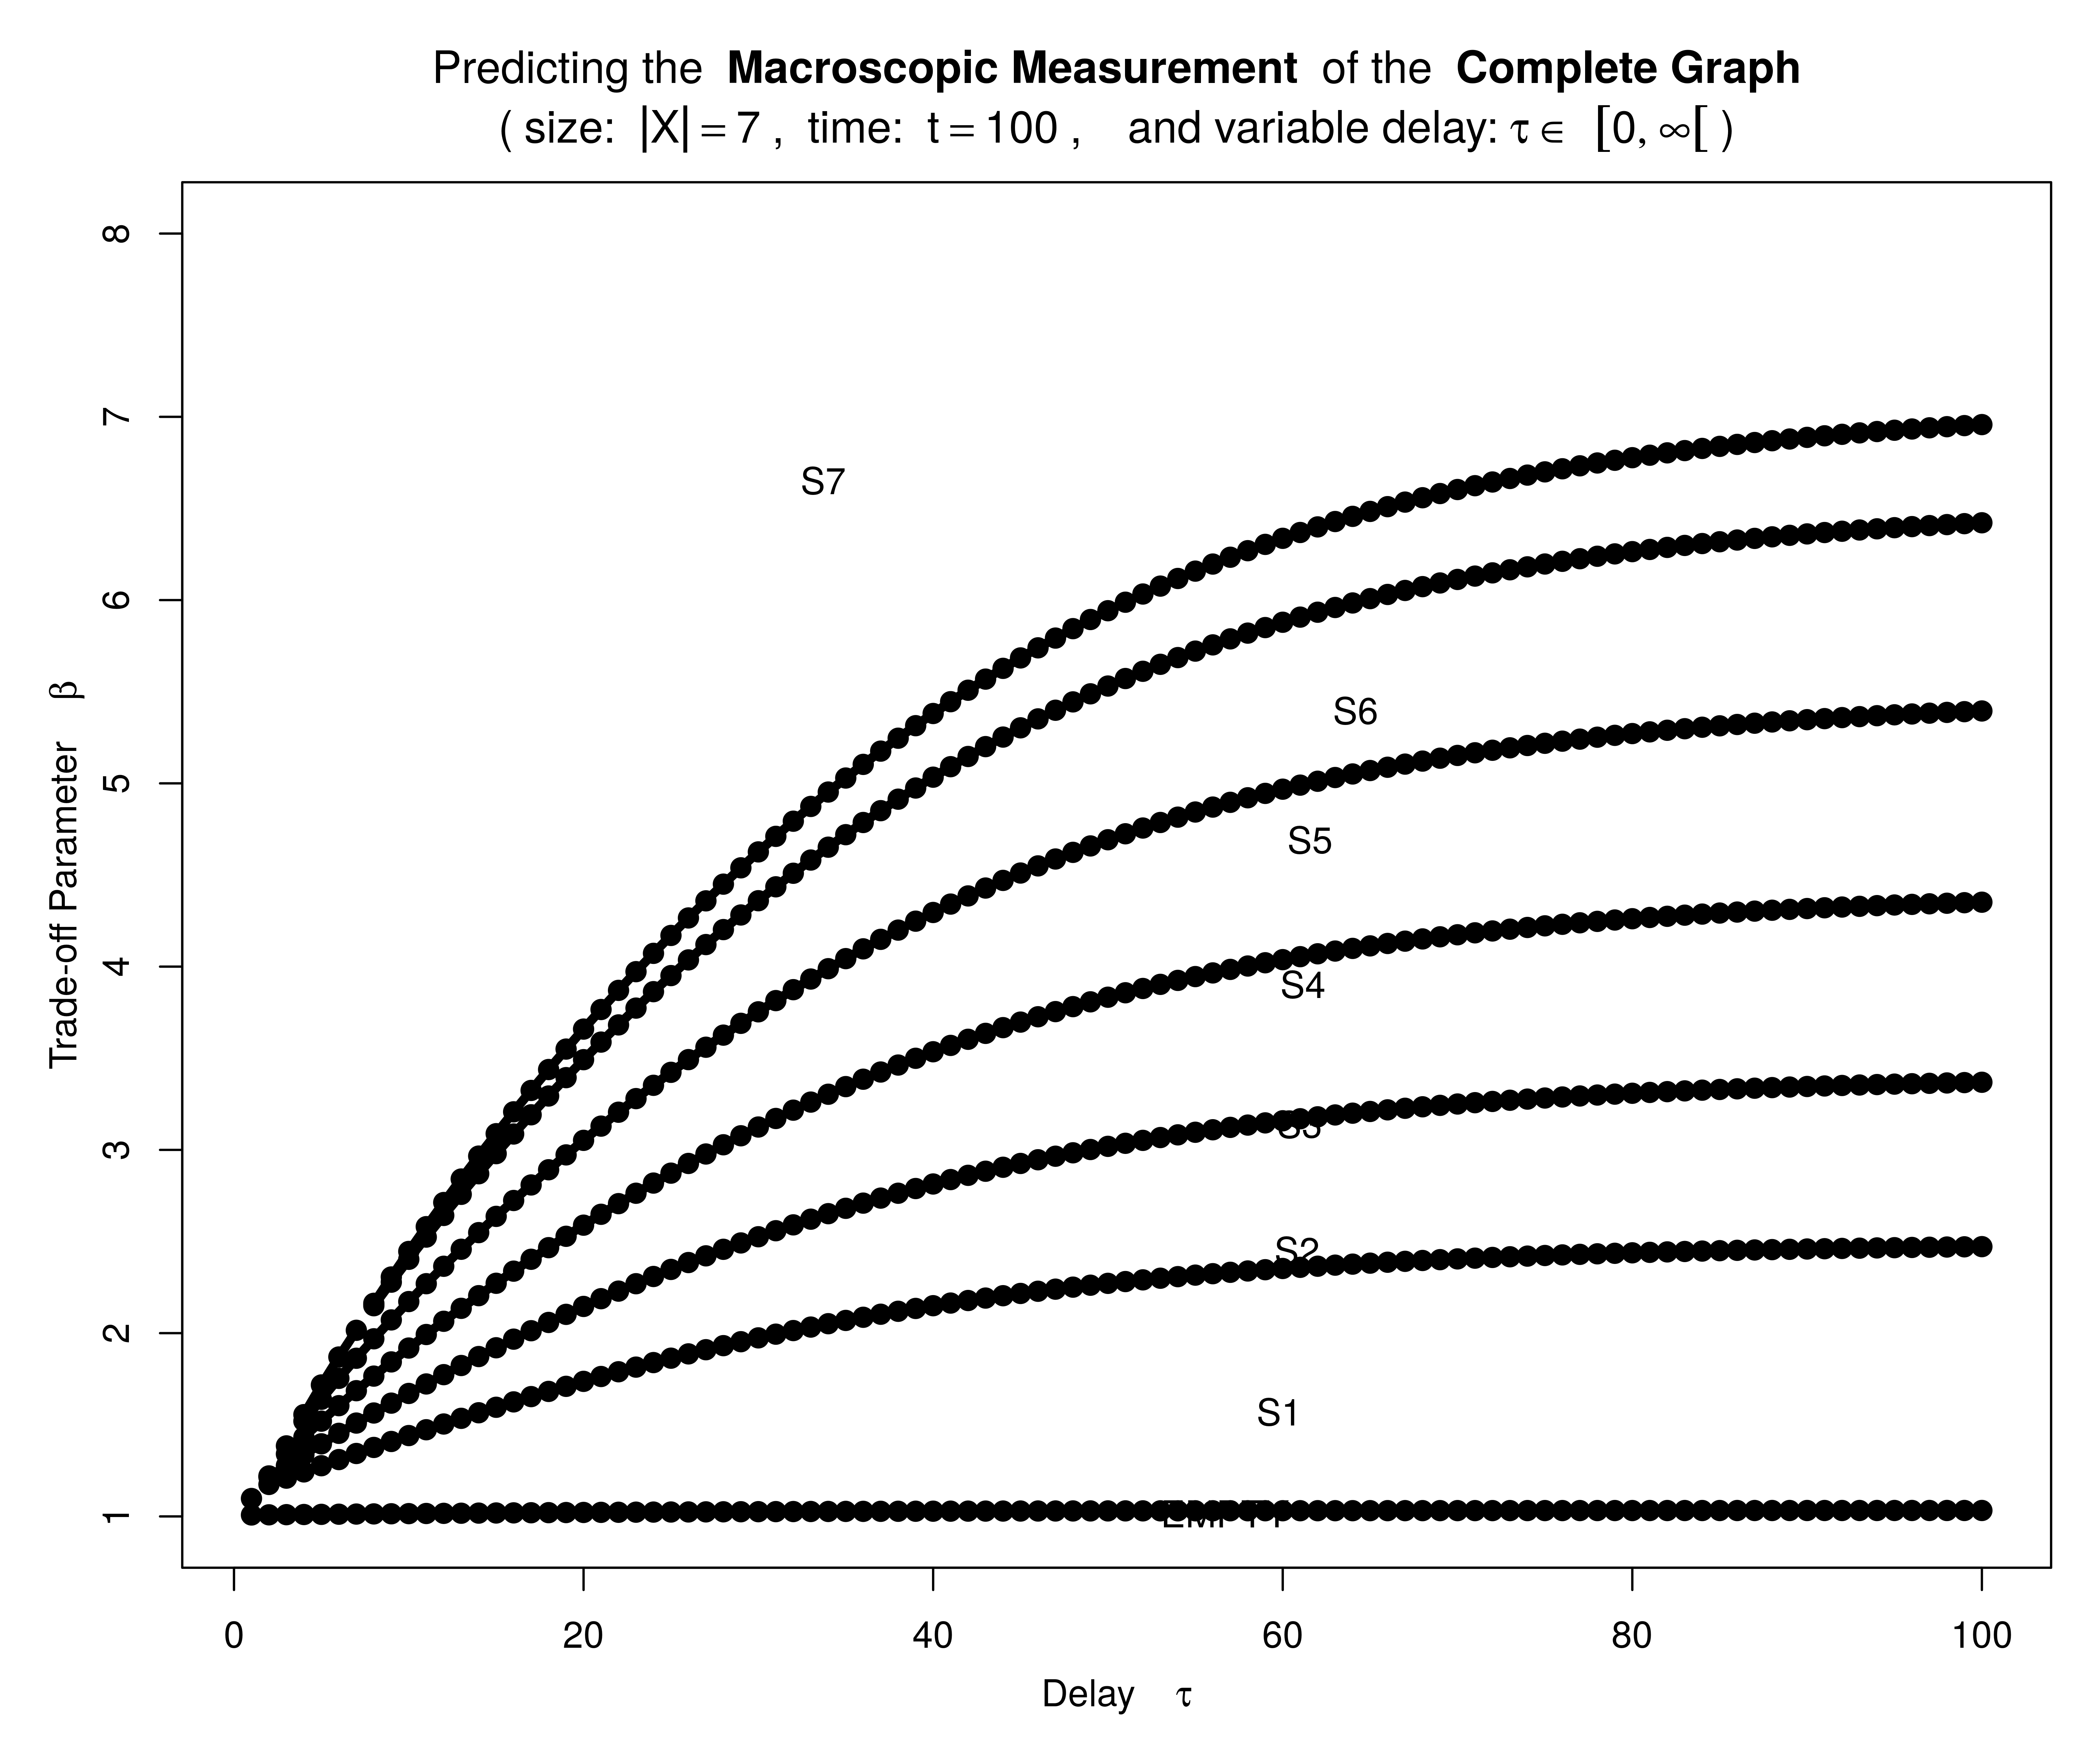 Predicting the Macroscopic Measurement of the Complete Graph
( size: |X| = 7 , time: t = 100 , and variable delay: τ ∈ [0, ∞[ )
8
7
6
5
4
3
2
1
Trade-off Parameter β
S7
S6
S5
S4
S3
S2
S1
EMPTY
0 20 40 60 80 100
Delay τ